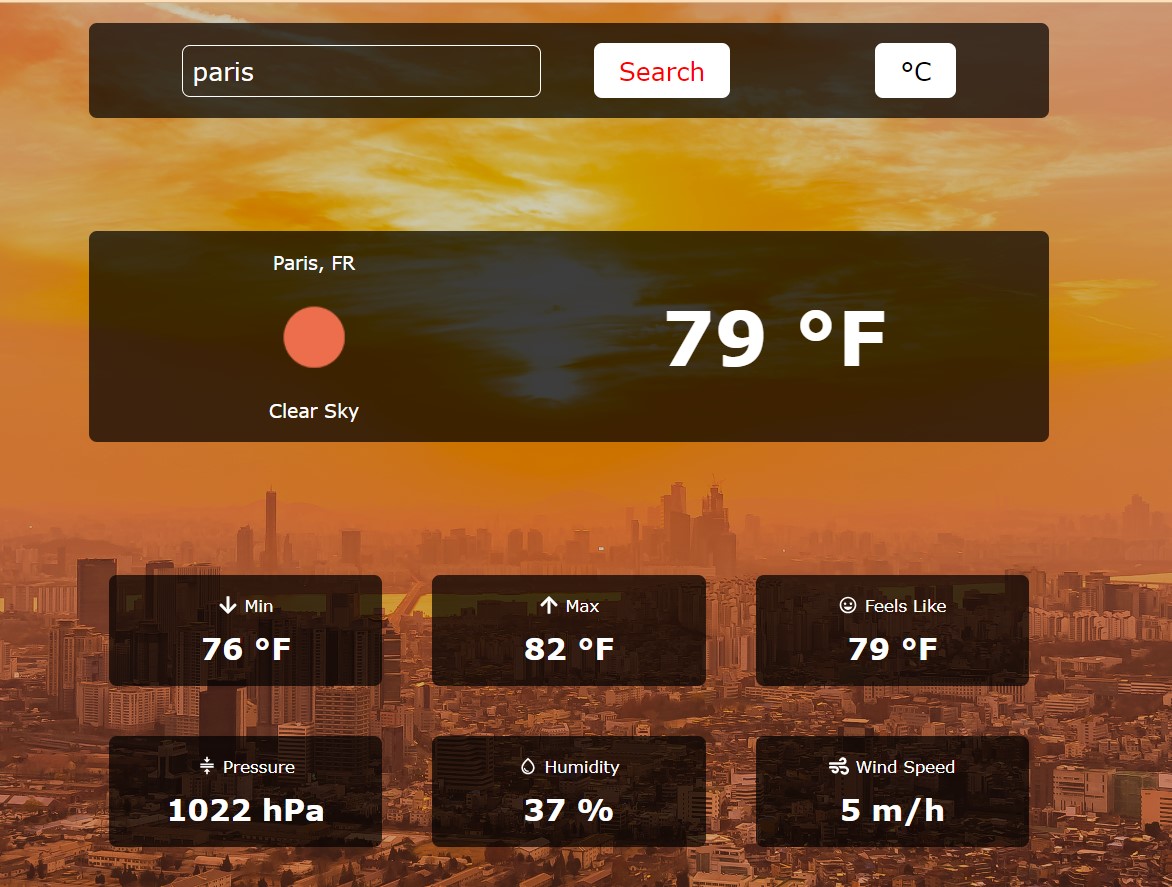 paris
Search
°C
Paris, FR
Clear Sky
79 °F
Min
76 °F
Max
82 °F
Feels Like
79 °F
Pressure
1022 hPa
Humidity
37 %
Wind Speed
5 m/h